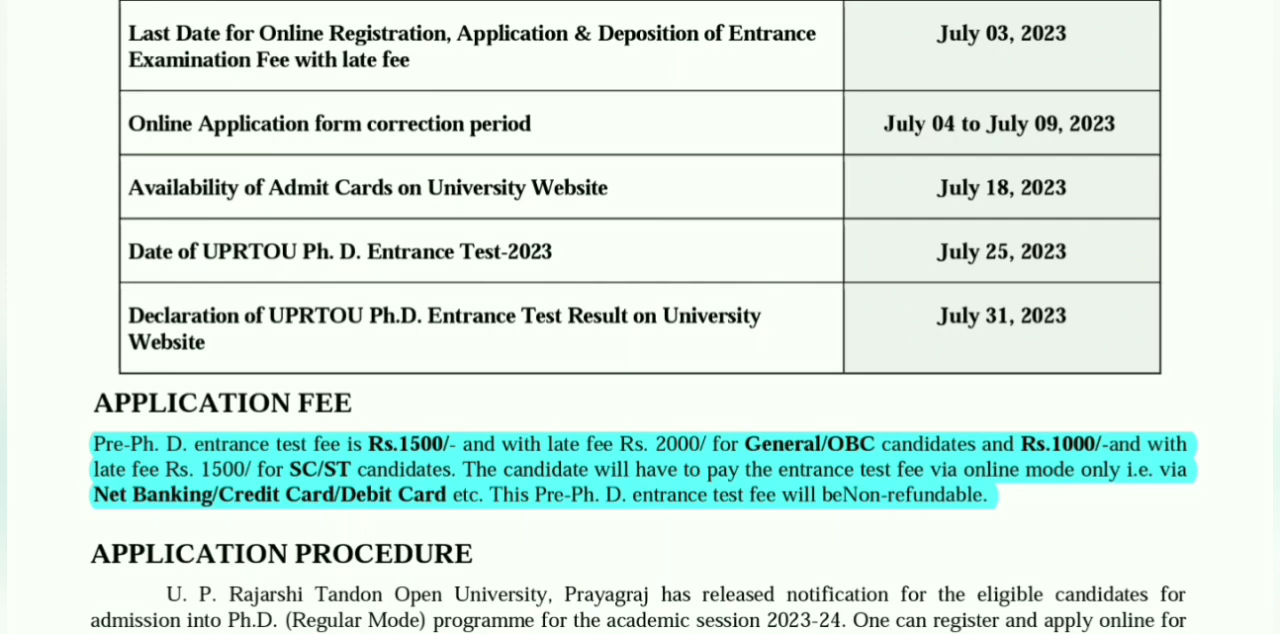 Last Date for Online Registration, Application & Deposition of Entrance
Examination Fee with late fee
July 03, 2023
Online Application form correction period
July 04 to July 09, 2023
Availability of Admit Cards on University Website
July 18, 2023
Date of UPRTOU Ph. D. Entrance Test-2023
July 25, 2023
Declaration of UPRTOU Ph.D. Entrance Test Result on University
Website
July 31, 2023
APPLICATION FEE
Pre-Ph. D. entrance test fee is Rs.1500/- and with late fee Rs. 2000/ for General/OBC candidates and Rs.1000/-and with
late fee Rs. 1500/ for SC/ST candidates. The candidate will have to pay the entrance test fee via online mode only i.e. via
Net Banking/Credit Card/Debit Card etc. This Pre-Ph. D. entrance test fee will beNon-refundable.
APPLICATION PROCEDURE
U. P. Rajarshi Tandon Open University, Prayagraj has released notification for the eligible candidates for
admission into Ph.D. (Regular Mode) programme for the academic session 2023-24. One can register and apply online for